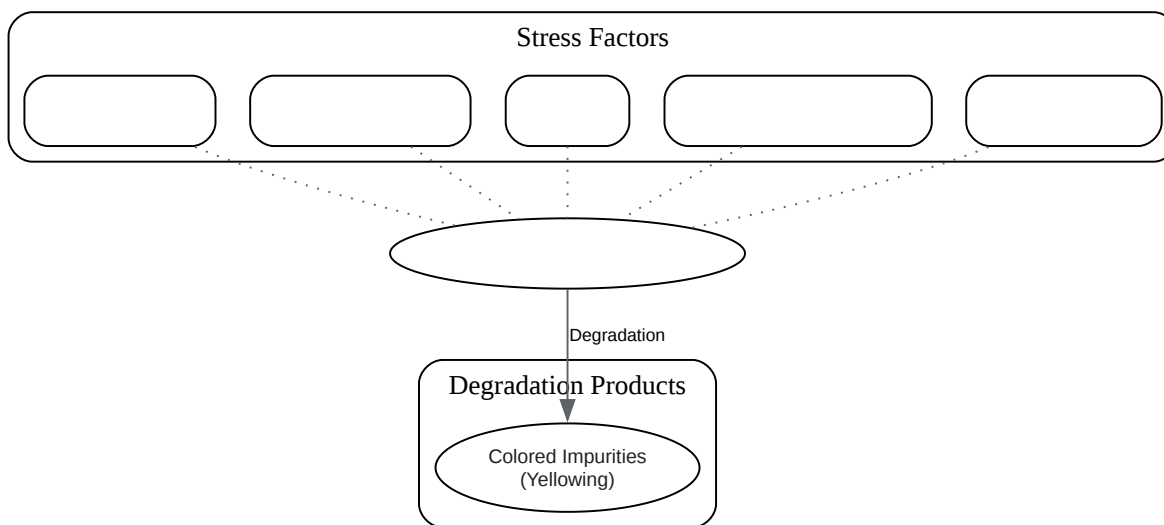 Stress Factors
Degradation
Degradation Products
Colored Impurities
(Yellowing)